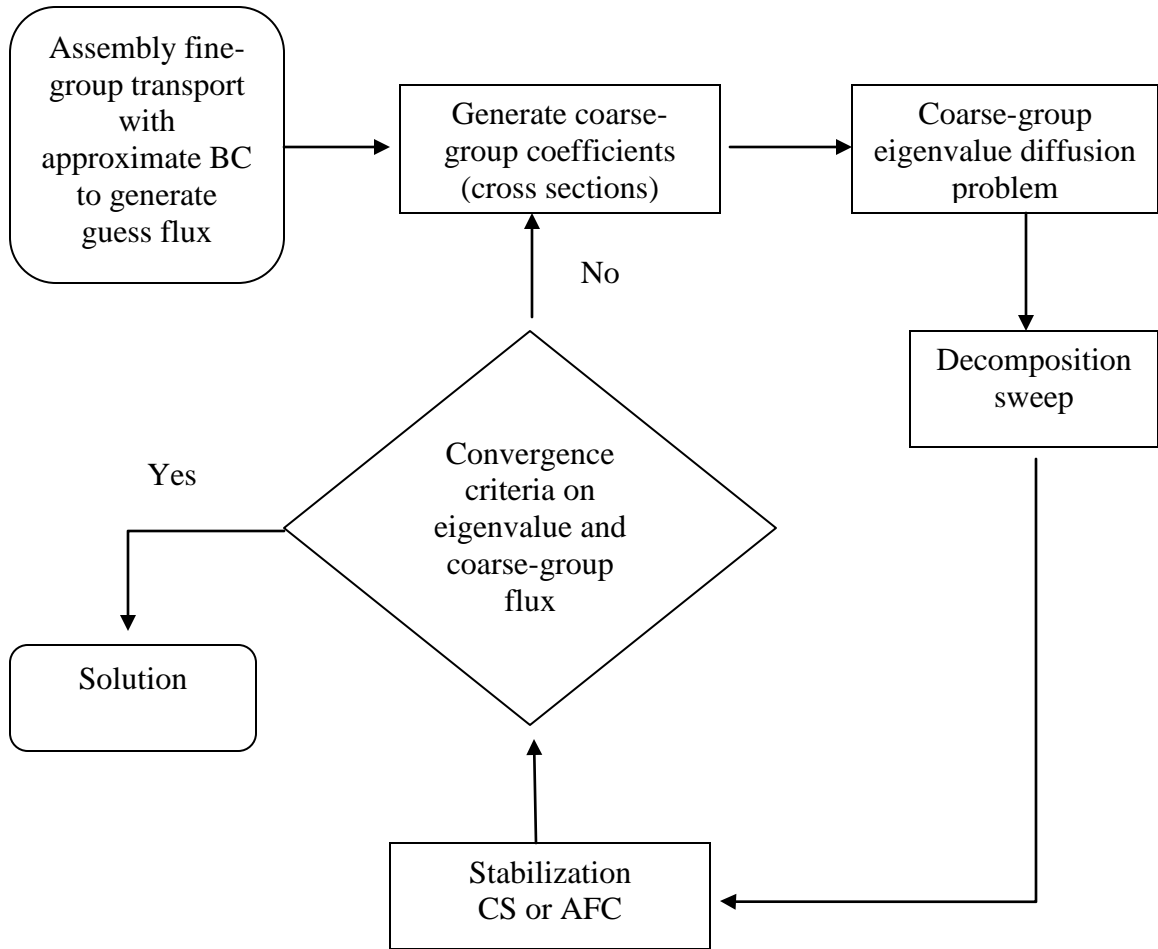 Assembly fine-
group transport
with
approximate BC
to generate
guess flux
Generate coarse-
group coefficients
(cross sections)
Coarse-group
eigenvalue diffusion
problem
No
Decomposition
sweep
Yes
Convergence
criteria on
eigenvalue and
coarse-group
flux
Solution
Stabilization
CS or AFC